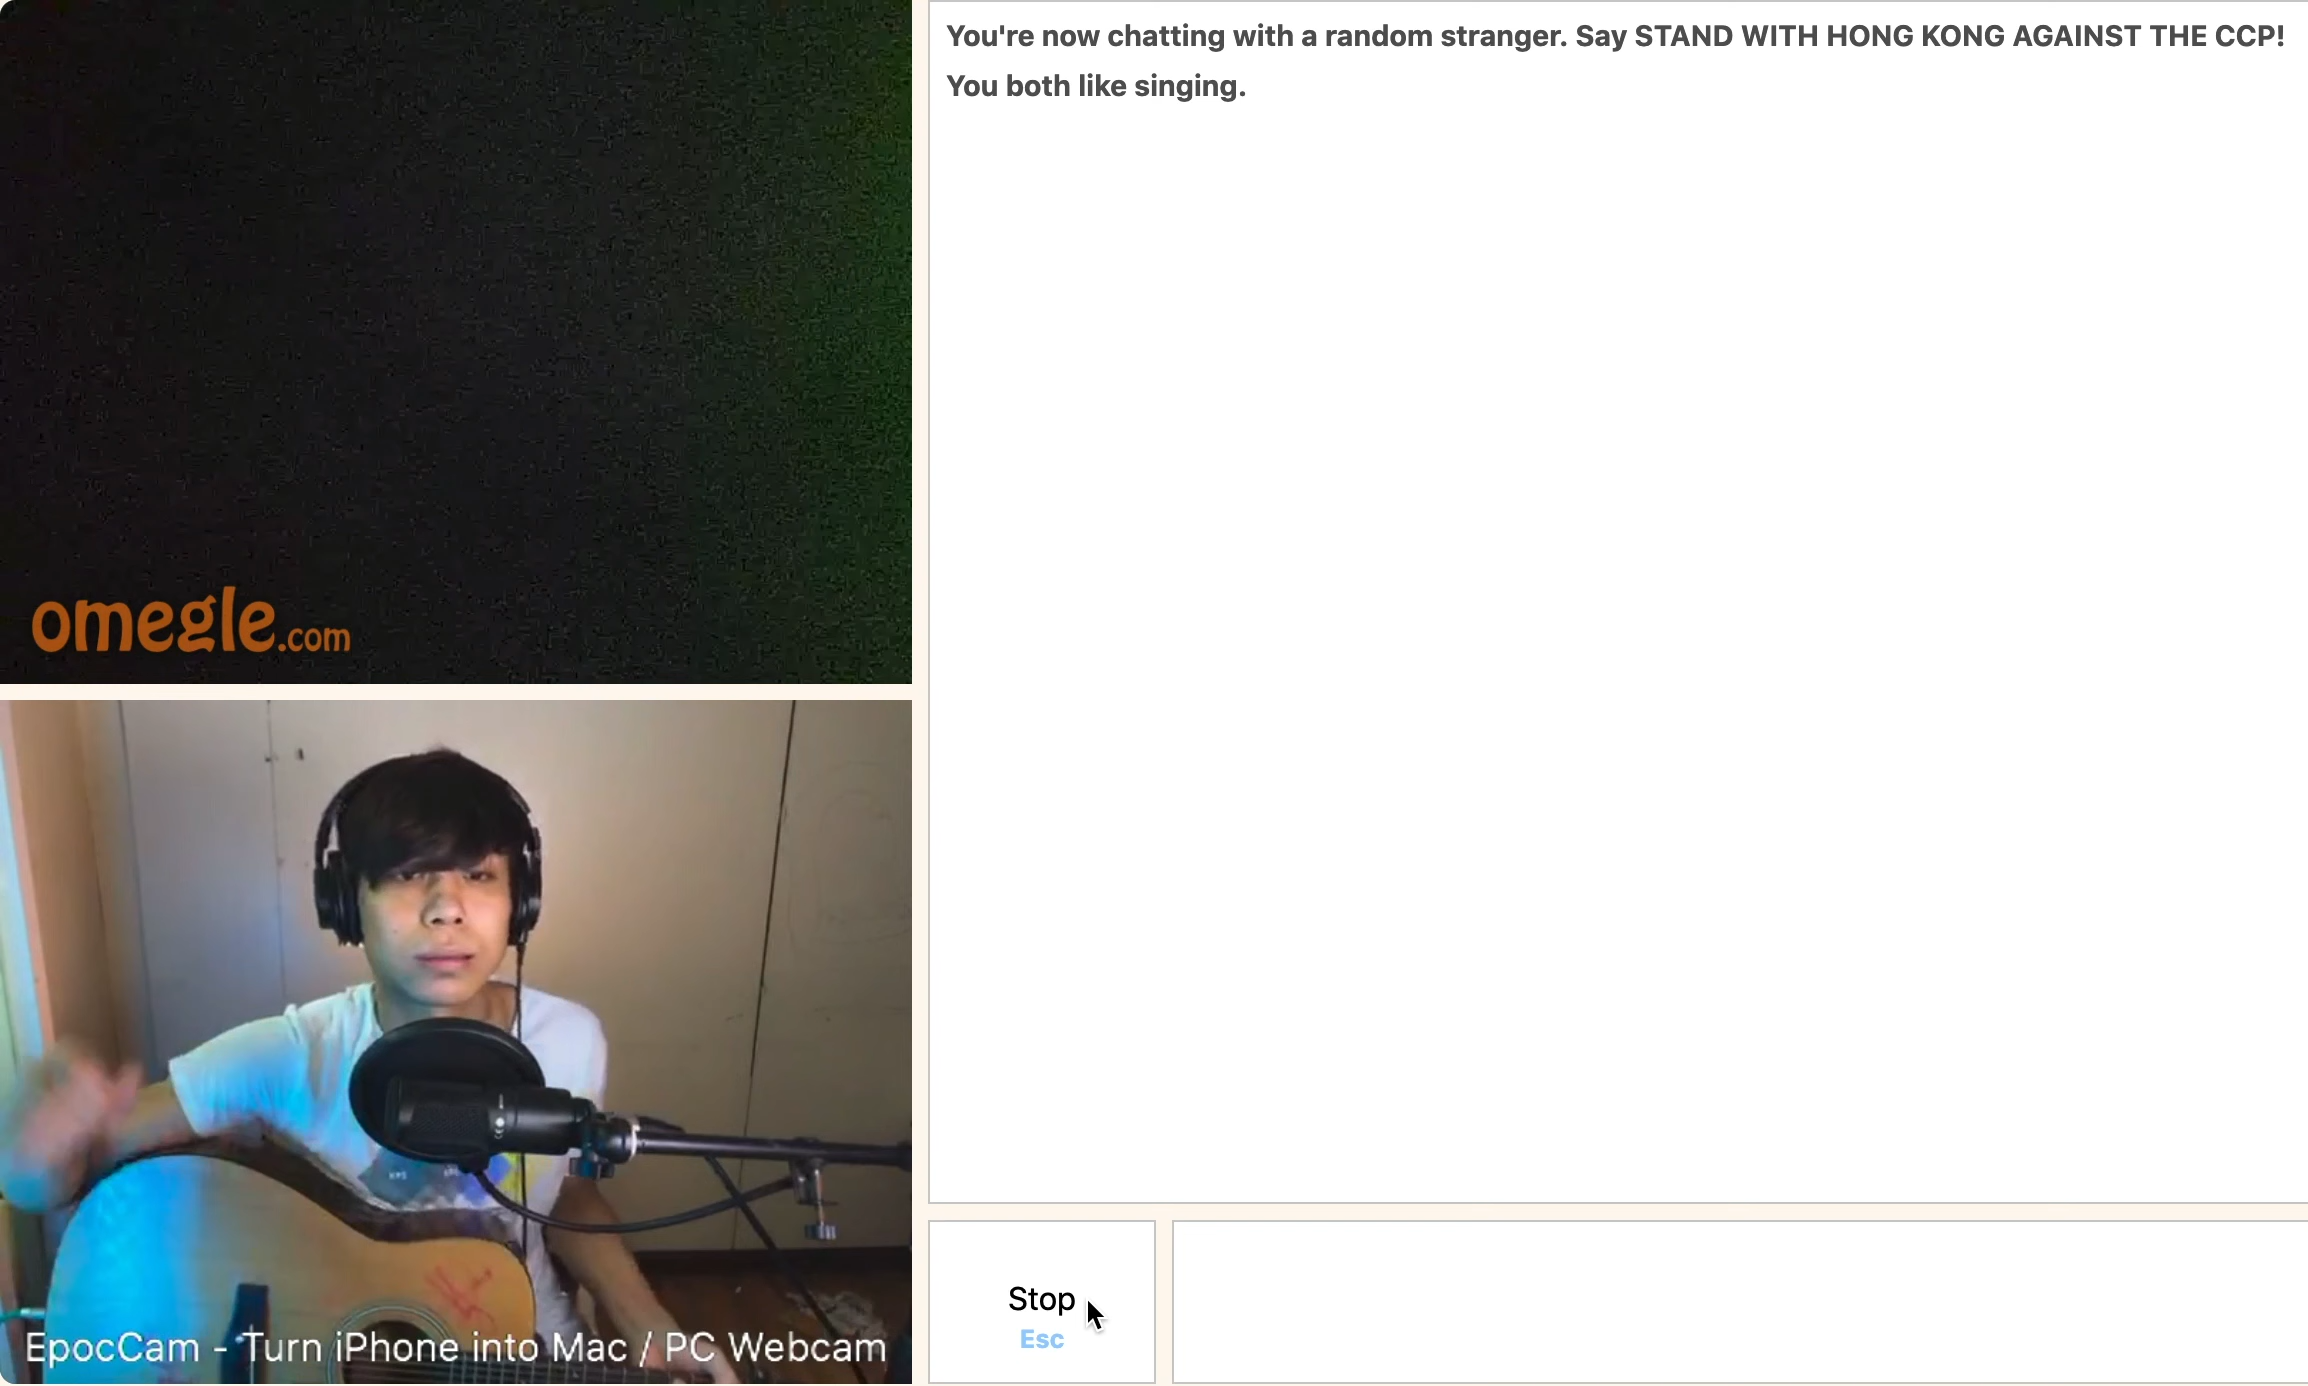 You're now chatting with a random stranger. Say STAND WITH HONG KONG AGAINST THE CCP!
You both like singing.
omegle.com
EpocCam - Turn iPhone into Mac / PC Webcam
Stop
Esc